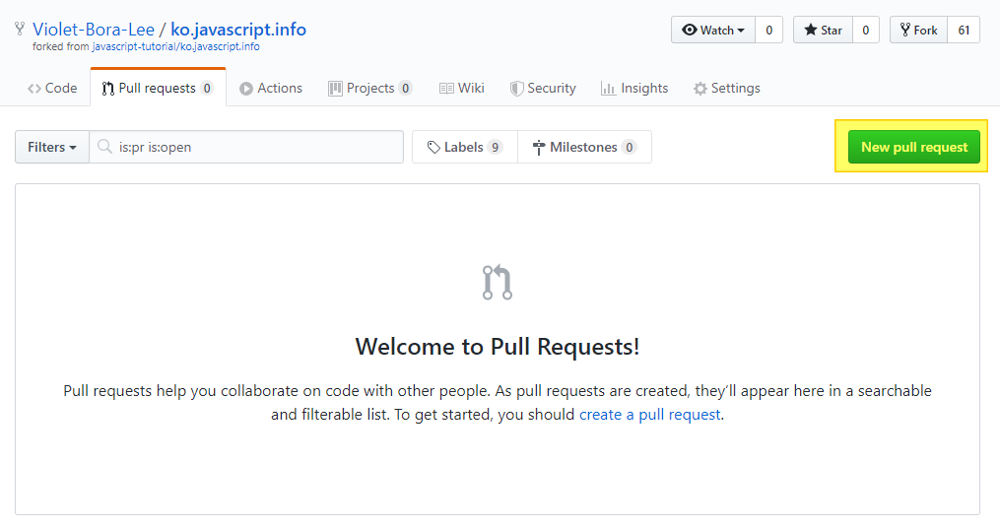 Violet-Bora-Lee / ko.javascript.info
forked from javascript-tutorial/ko.javascript.info
Watch 0 Star 0 Fork 61
Code Pull requests 0 Actions Projects 0 Wiki Security Insights Settings
Filters is:pr is:open Labels 9 Milestones 0 New pull request
Welcome to Pull Requests!
Pull requests help you collaborate on code with other people. As pull requests are created, they’ll appear here in a searchable
and filterable list. To get started, you should create a pull request.